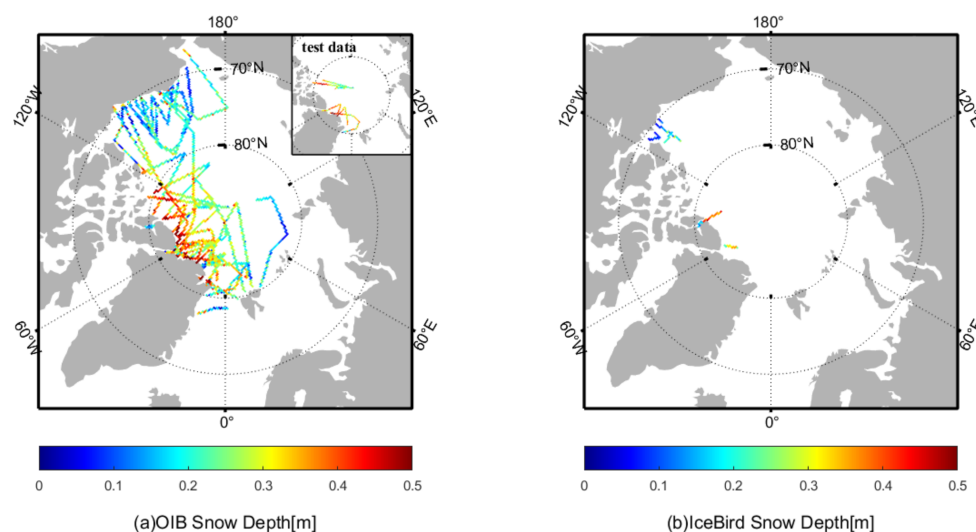 180°
test data
70°N
120°W
120°E
80°N
60°W
60°E
0°
0 0.1 0.2 0.3 0.4 0.5
(a)OIB Snow Depth[m]
180°
70°N
120°W
120°E
80°N
60°W
60°E
0°
0 0.1 0.2 0.3 0.4 0.5
(b)IceBird Snow Depth[m]